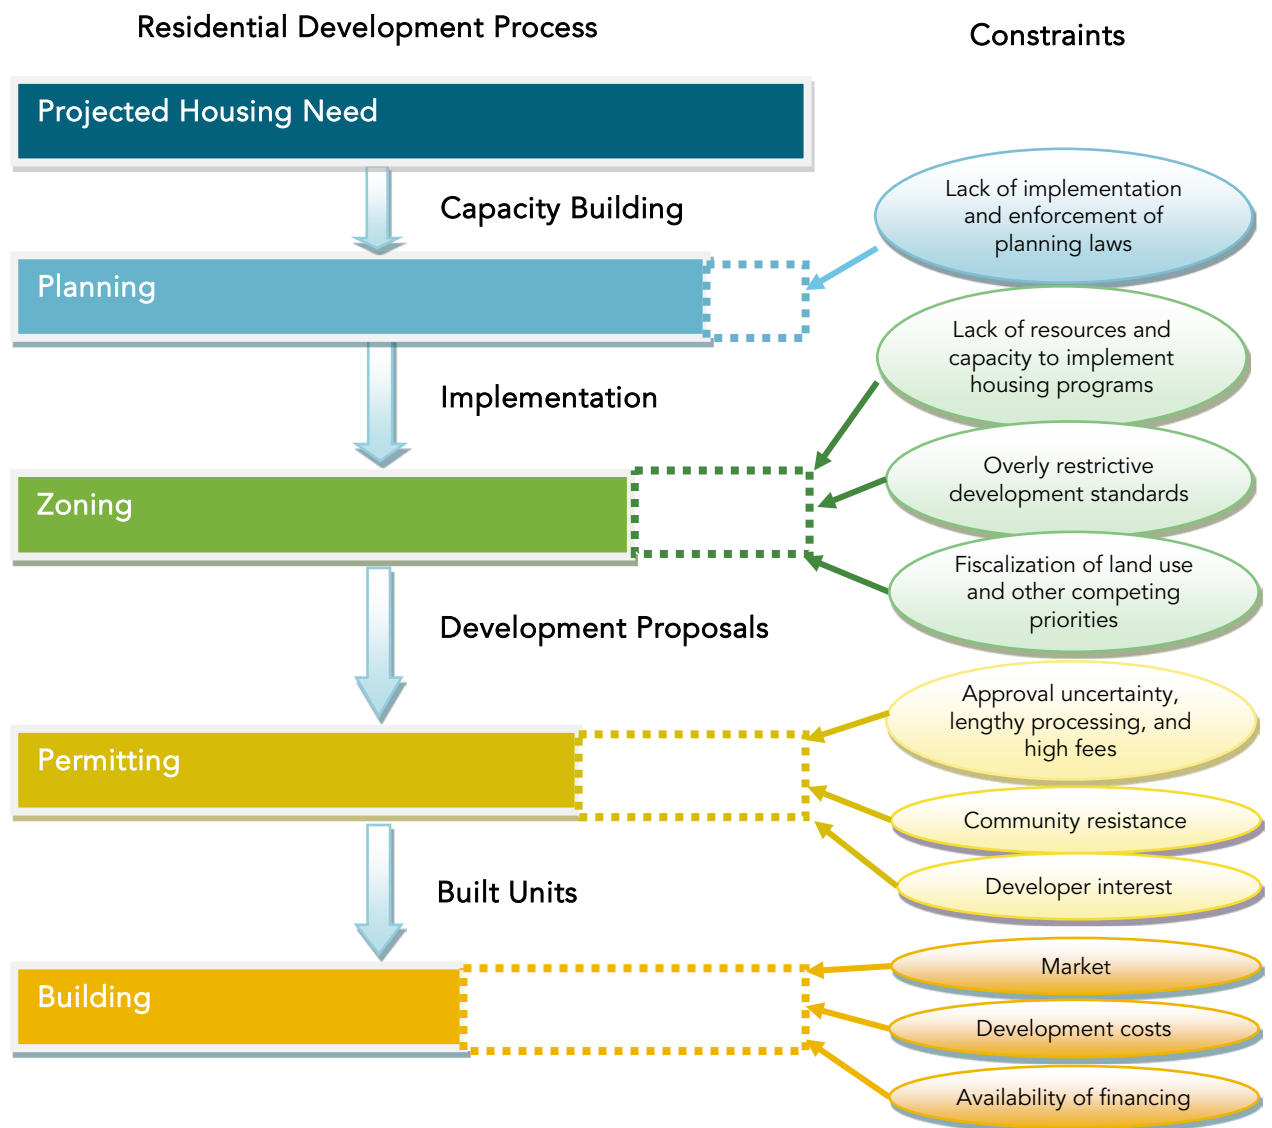 Residential Development Process
Constraints
Projected Housing Need
Capacity Building
Lack of implementation
and enforcement of
planning laws
Planning
Lack of resources and
capacity to implement
housing programs
Implementation
Overly restrictive
development standards
Zoning
Fiscalization of land use
and other competing
priorities
Development Proposals
Approval uncertainty,
lengthy processing, and
high fees
Permitting
Community resistance
Developer interest
Built Units
Market
Building
Development costs
Availability of financing